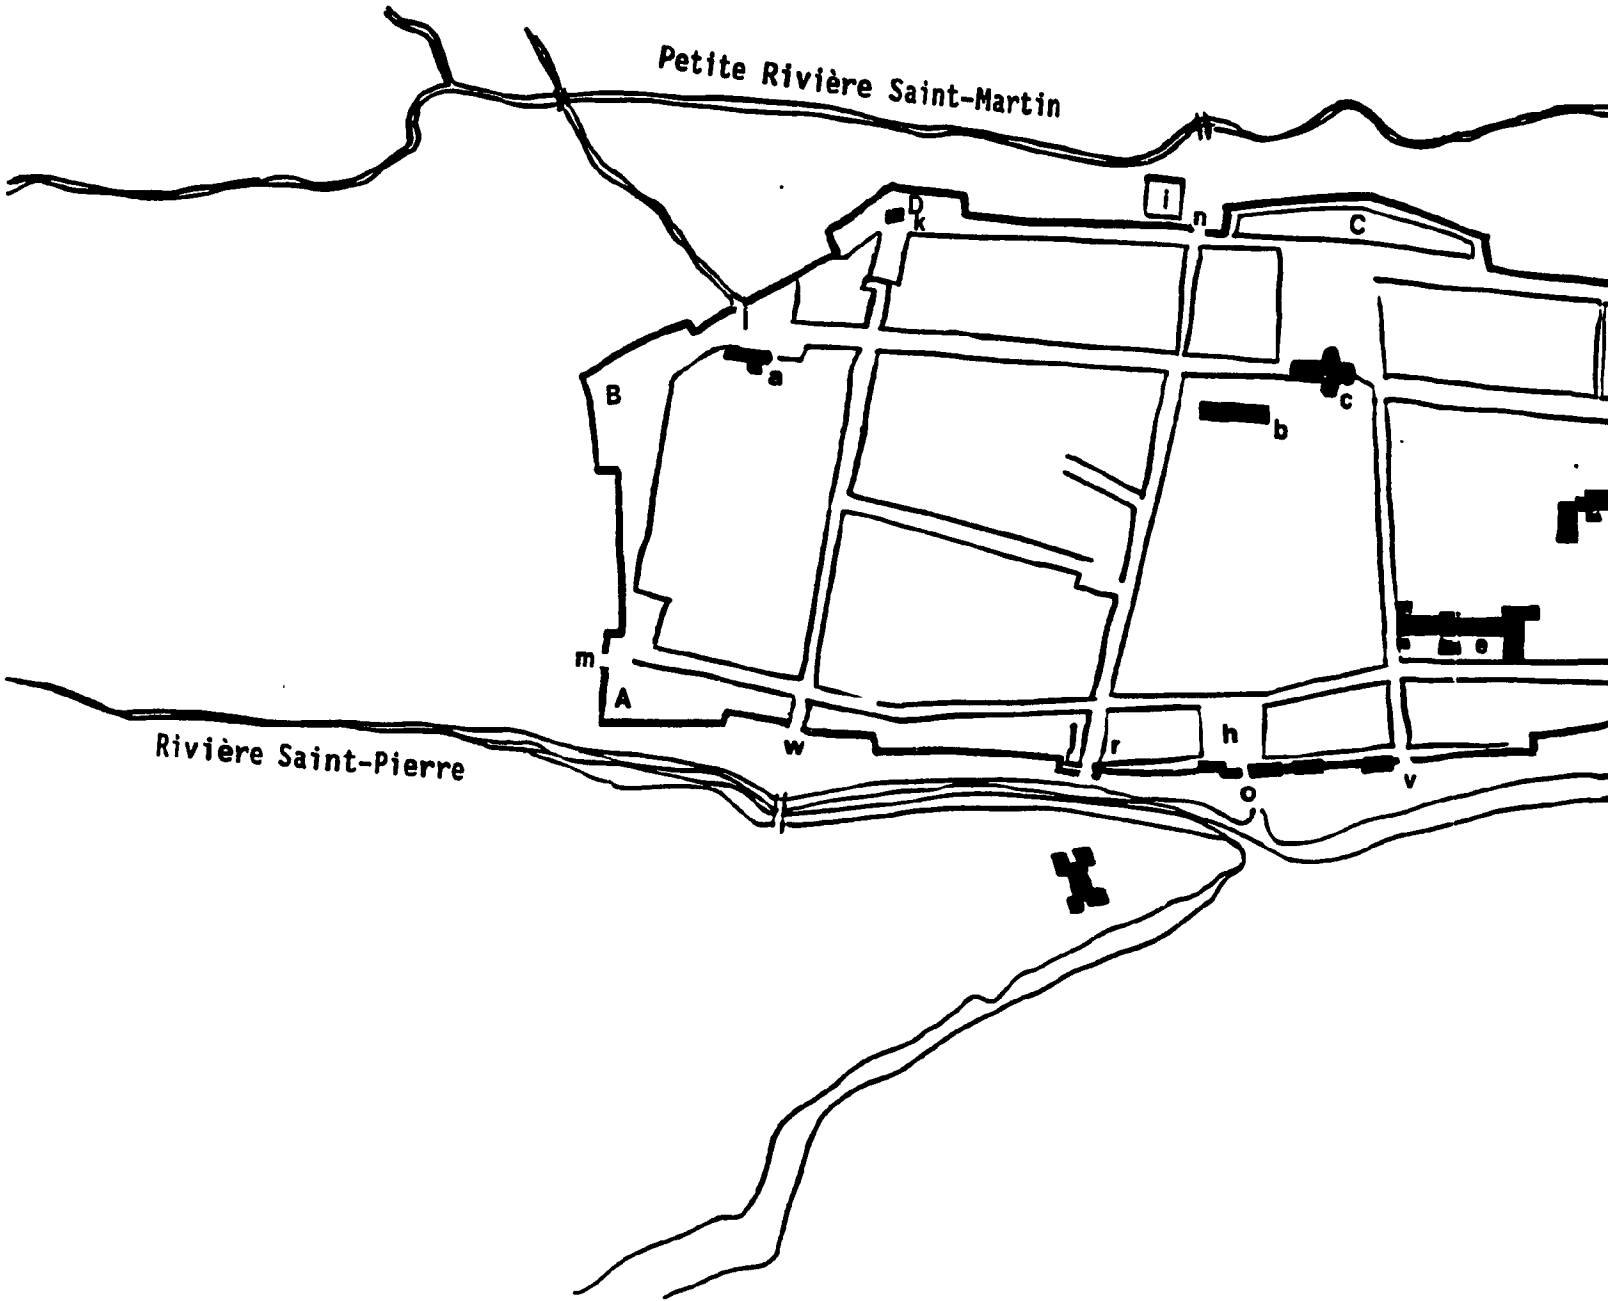 Petite Rivière Saint-Martin
i
D
k
n
C
l
a
B
c
b
m
A
e
w
r
h
o
v
Rivière Saint-Pierre